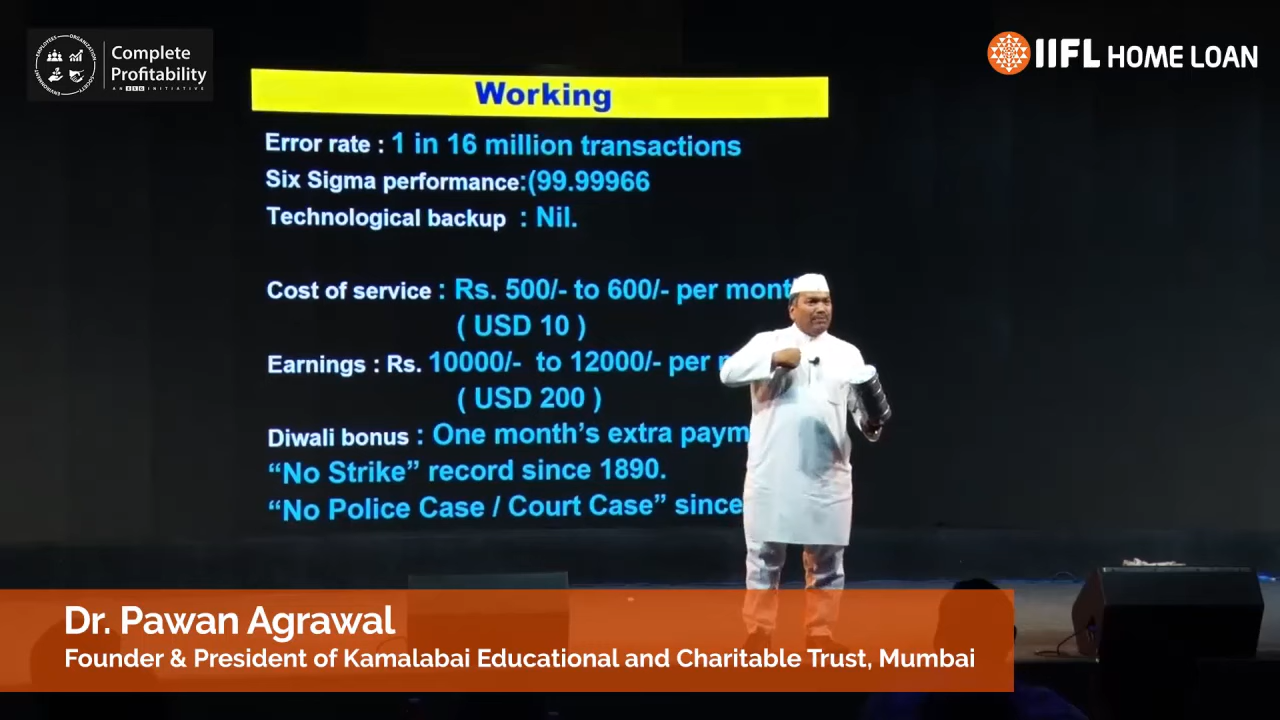 Complete
Profitability
IIFL HOME LOAN
Working
Error rate : 1 in 16 million transactions
Six Sigma performance:(99.99966
Technological backup : Nil.
Cost of service : Rs. 500/- to 600/- per mont
( USD 10 )
Earnings : Rs. 10000/- to 12000/- per
( USD 200 )
Diwali bonus : One month's extra paym
“No Strike” record since 1890.
“No Police Case / Court Case” since
Dr. Pawan Agrawal
Founder & President of Kamalabai Educational and Charitable Trust, Mumbai